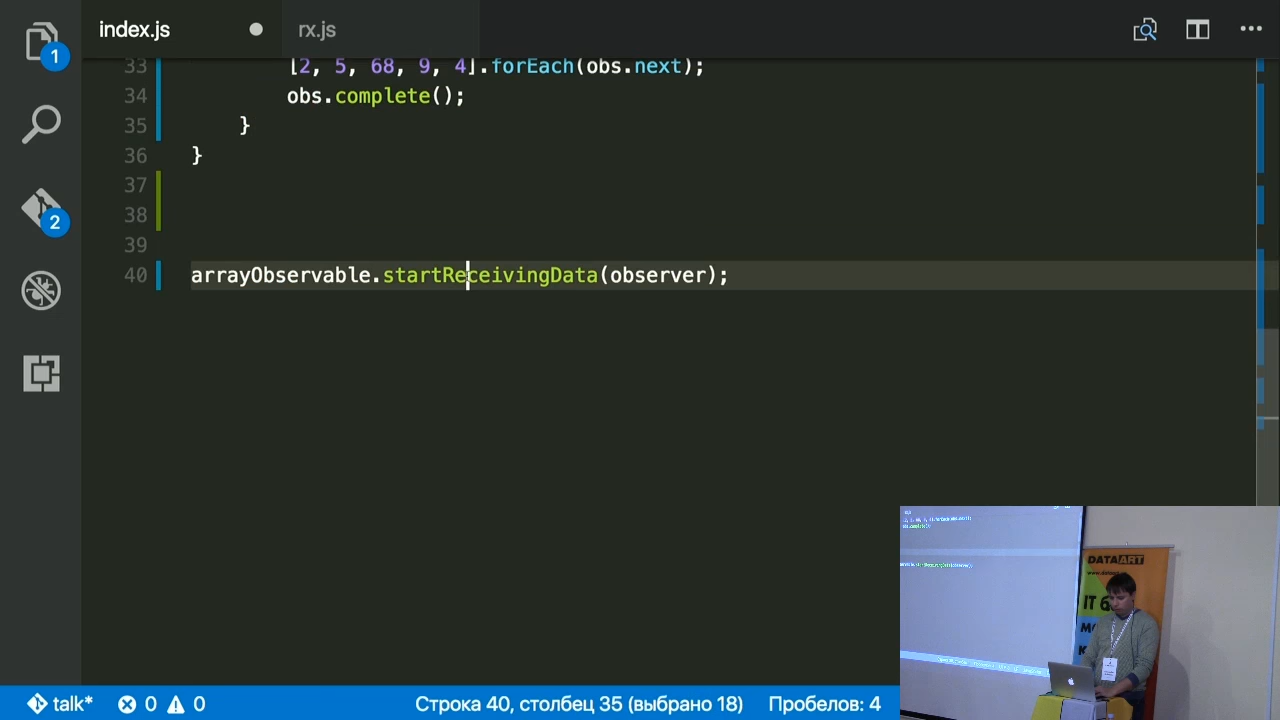 index.js
rx.js
1
33 [2, 5, 68, 9, 4].forEach(obs.next);
34 obs.complete();
35 }
36 }
37
38
39
40 arrayObservable.startReceivingData(observer);
2
talk* 0 0 Строка 40, столбец 35 (выбрано 18) Пробелов: 4
DATAART
IT